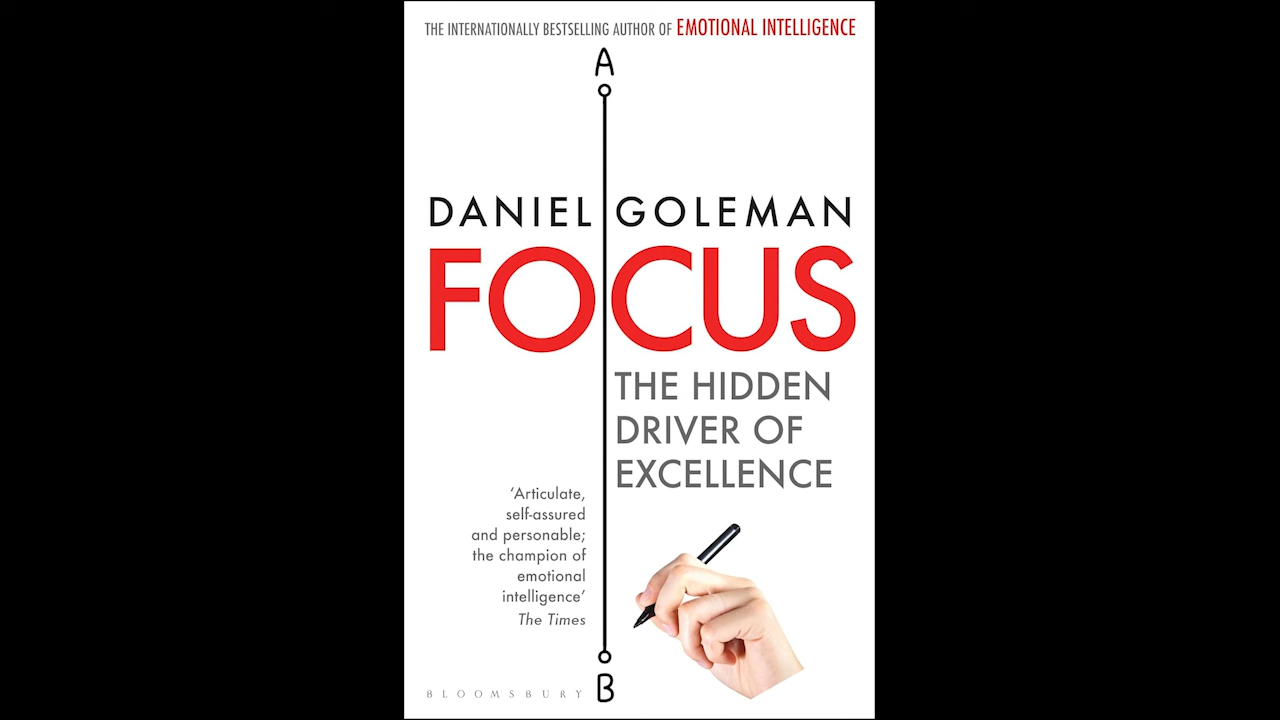 THE INTERNATIONALLY BESTSELLING AUTHOR OF EMOTIONAL INTELLIGENCE
A
DANIEL GOLEMAN
FOCUS
THE HIDDEN
DRIVER OF
EXCELLENCE
‘Articulate,
self-assured
and personable;
the champion of
emotional
intelligence’
The Times
BLOOMSBURY
B